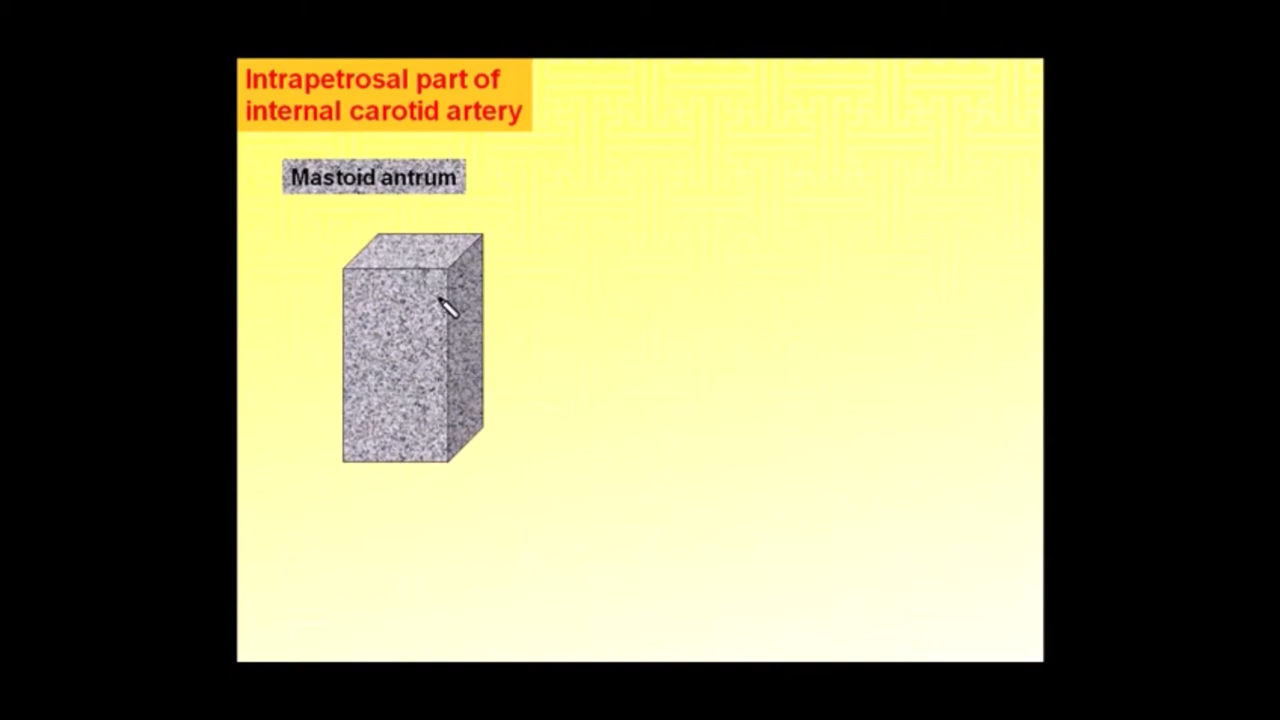 Intrapetrosal part of
internal carotid artery
Mastoid antrum